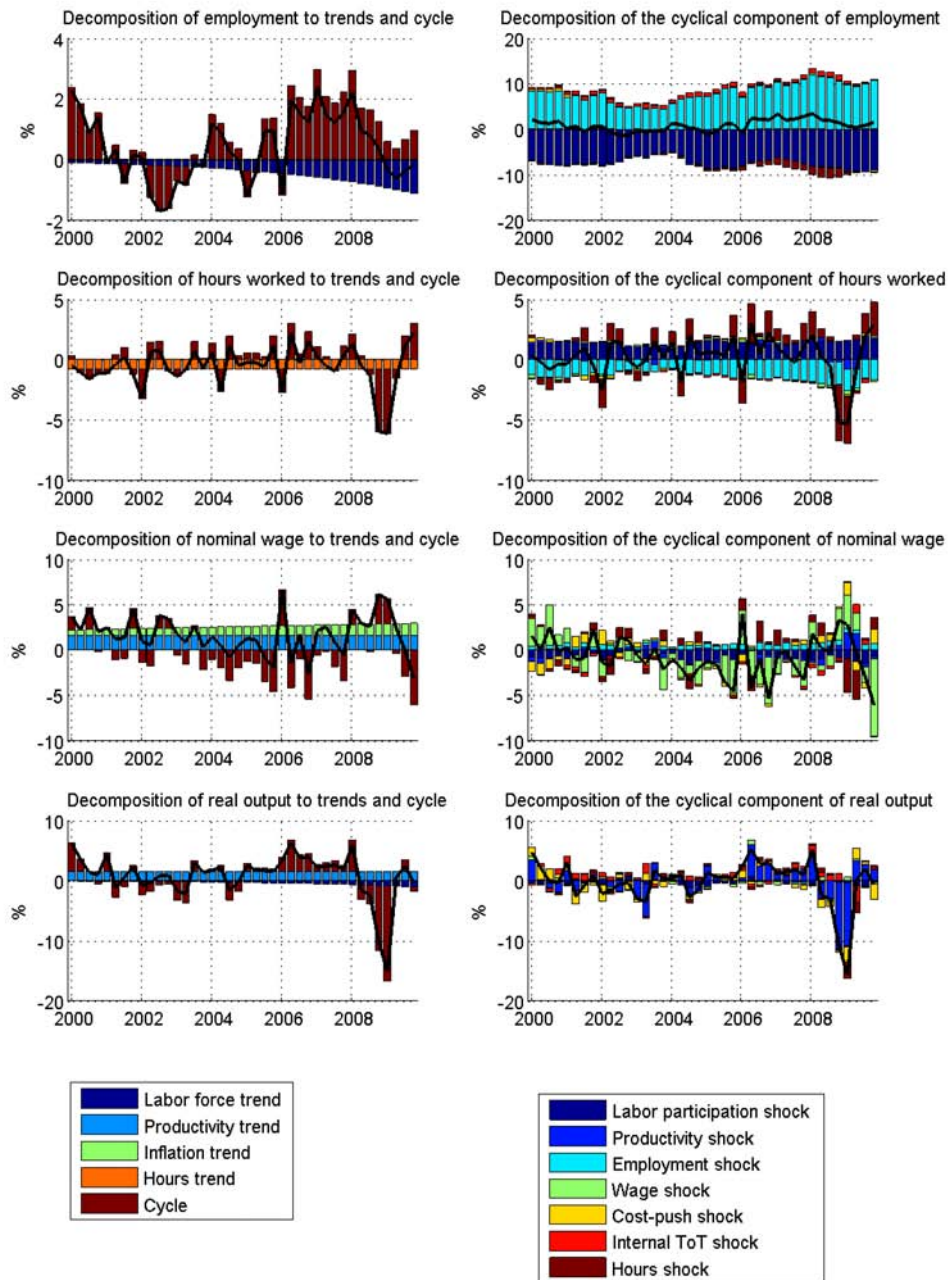 Decomposition of employment to trends and cycle
4
2
0
-2
%
2000 2002 2004 2006 2008
Decomposition of the cyclical component of employment
20
10
0
-10
-20
%
2000 2002 2004 2006 2008
Decomposition of hours worked to trends and cycle
5
0
-5
-10
%
2000 2002 2004 2006 2008
Decomposition of the cyclical component of hours worked
5
0
-5
-10
%
2000 2002 2004 2006 2008
Decomposition of nominal wage to trends and cycle
10
5
0
-5
-10
%
2000 2002 2004 2006 2008
Decomposition of the cyclical component of nominal wage
10
5
0
-5
-10
%
2000 2002 2004 2006 2008
Decomposition of real output to trends and cycle
10
0
-10
-20
%
2000 2002 2004 2006 2008
Decomposition of the cyclical component of real output
10
0
-10
-20
%
2000 2002 2004 2006 2008
Labor force trend
Productivity trend
Inflation trend
Hours trend
Cycle
Labor participation shock
Productivity shock
Employment shock
Wage shock
Cost-push shock
Internal ToT shock
Hours shock